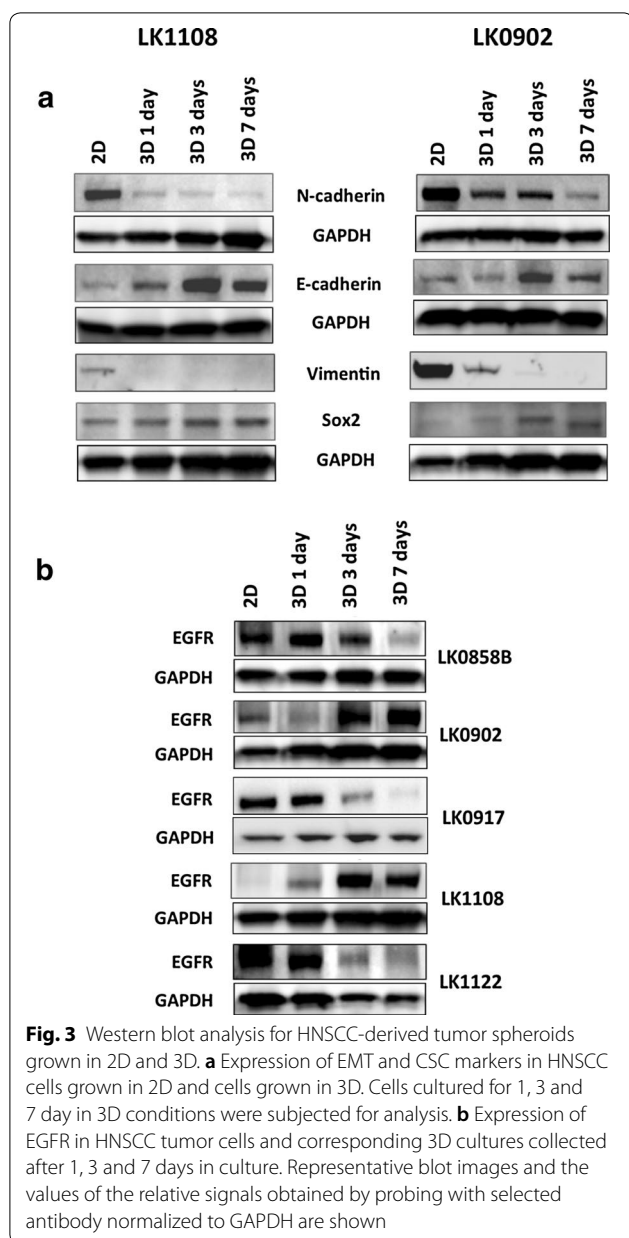 LK1108 LK0902
a
2D 3D 1 day 3D 3 days 3D 7 days 2D 3D 1 day 3D 3 days 3D 7 days
N-cadherin
GAPDH
E-cadherin
GAPDH
Vimentin
Sox2
GAPDH
b
2D 3D 1 day 3D 3 days 3D 7 days
EGFR
GAPDH
LK0858B
EGFR
GAPDH
LK0902
EGFR
GAPDH
LK0917
EGFR
GAPDH
LK1108
EGFR
GAPDH
LK1122
Fig. 3 Western blot analysis for HNSCC-derived tumor spheroids
grown in 2D and 3D. a Expression of EMT and CSC markers in HNSCC
cells grown in 2D and cells grown in 3D. Cells cultured for 1, 3 and
7 day in 3D conditions were subjected for analysis. b Expression of
EGFR in HNSCC tumor cells and corresponding 3D cultures collected
after 1, 3 and 7 days in culture. Representative blot images and the
values of the relative signals obtained by probing with selected
antibody normalized to GAPDH are shown